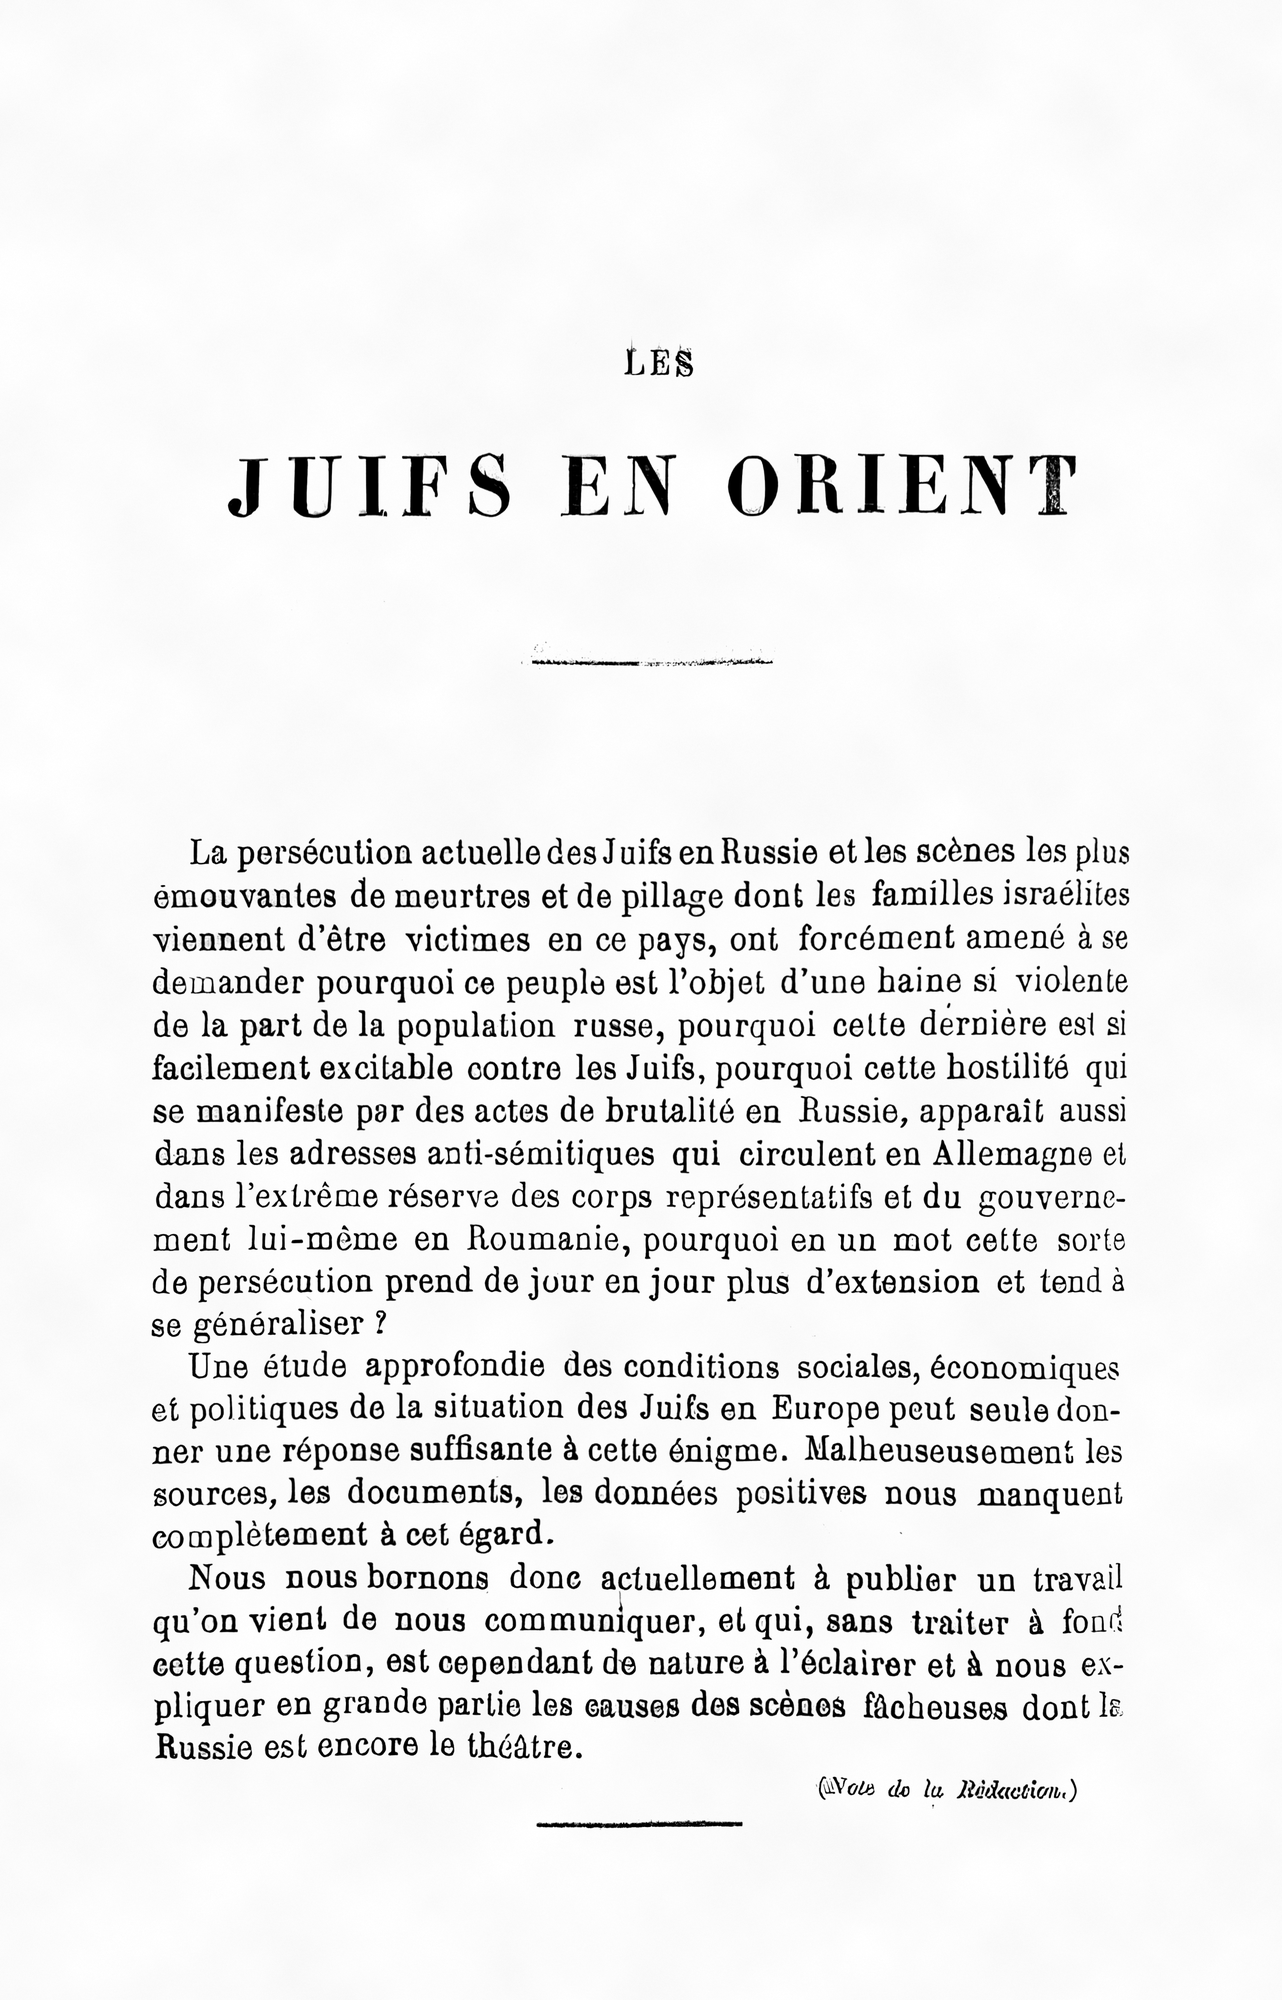 LES
JUIFS EN ORIENT
La persécution actuelle des Juifs en Russie et les scènes les plus
émouvantes de meurtres et de pillage dont les familles israélites
viennent d'être victimes en ce pays, ont forcément amené à se
demander pourquoi ce peuple est l'objet d'une haine si violente
de la part de la population russe, pourquoi cette dernière est si
facilement excitable contre les Juifs, pourquoi cette hostilité qui
se manifeste par des actes de brutalité en Russie, apparaît aussi
dans les adresses anti-sémitiques qui circulent en Allemagne et
dans l'extrême réserve des corps représentatifs et du gouverne-
ment lui-même en Roumanie, pourquoi en un mot cette sorte
de persécution prend de jour en jour plus d'extension et tend à
se généraliser ?
Une étude approfondie des conditions sociales, économiques
et politiques de la situation des Juifs en Europe peut seule don-
ner une réponse suffisante à cette énigme. Malheuseusement les
sources, les documents, les données positives nous manquent
complètement à cet égard.
Nous nous bornons donc actuellement à publier un travail
qu'on vient de nous communiquer, et qui, sans traiter à fond
cette question, est cependant de nature à l'éclairer et à nous ex-
pliquer en grande partie les causes des scènes fâcheuses dont la
Russie est encore le théâtre.
(Note de la Rédaction.)